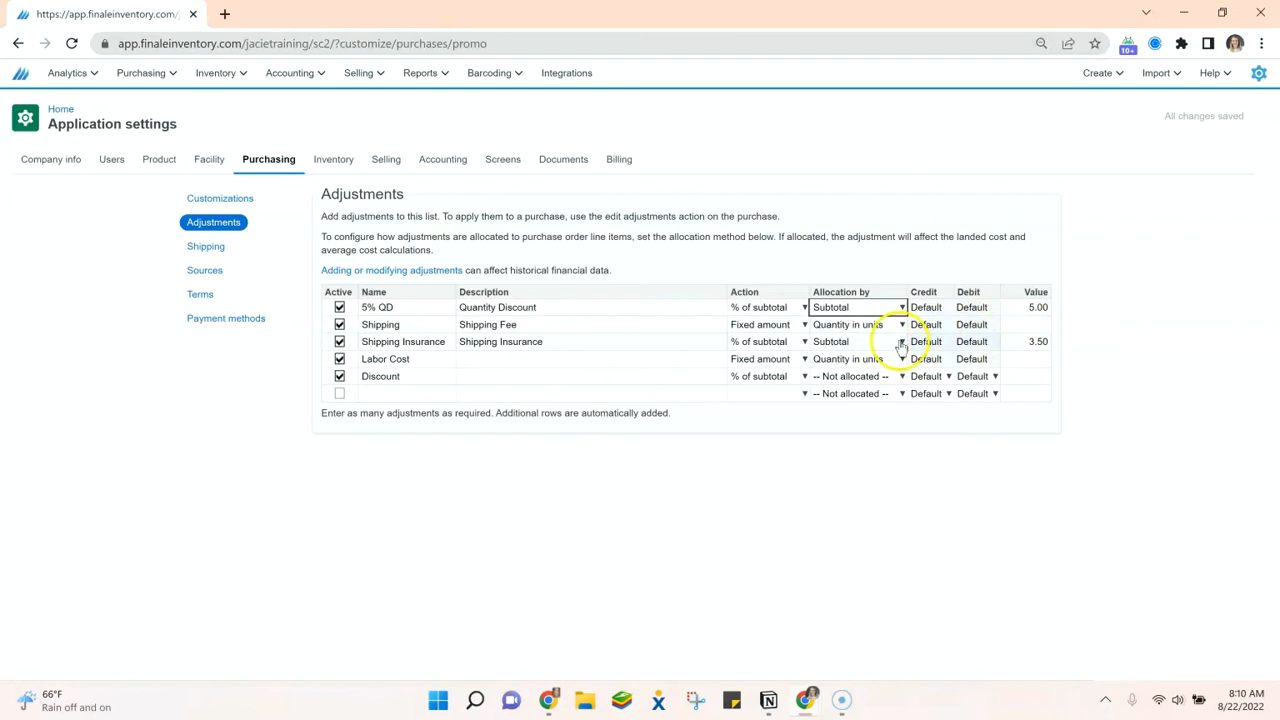 https://app.finaleinventory.com/
app.finaleinventory.com/jacietraining/sc2/?customize/purchases/promo
10+
Analytics Purchasing Inventory Accounting Selling Reports Barcoding Integrations Create Import Help
Home
Application settings
All changes saved
Company info Users Product Facility Purchasing Inventory Selling Accounting Screens Documents Billing
Customizations
Adjustments
Shipping
Sources
Terms
Payment methods
Adjustments
Add adjustments to this list. To apply them to a purchase, use the edit adjustments action on the purchase.
To configure how adjustments are allocated to purchase order line items, set the allocation method below. If allocated, the adjustment will affect the landed cost and
average cost calculations.
Adding or modifying adjustments can affect historical financial data.
Active Name Description Action Allocation by Credit Debit Value
5% QD Quantity Discount % of subtotal Subtotal Default Default 5.00
Shipping Shipping Fee Fixed amount Quantity in units Default Default
Shipping Insurance Shipping Insurance % of subtotal Subtotal Default Default 3.50
Labor Cost Fixed amount Quantity in units Default Default
Discount % of subtotal -- Not allocated -- Default Default
-- Not allocated -- Default Default
Enter as many adjustments as required. Additional rows are automatically added.
66°F
Rain off and on
8:10 AM
8/22/2022